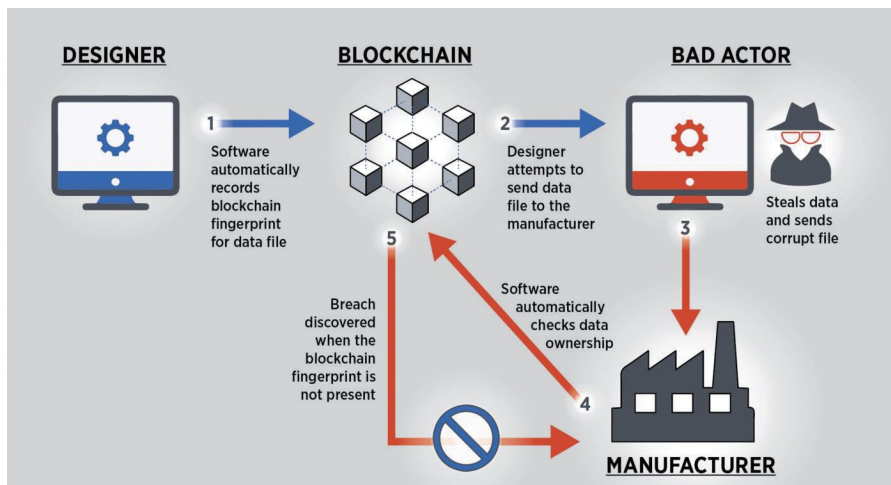 DESIGNER
BLOCKCHAIN
BAD ACTOR
1
Software
automatically
records
blockchain
fingerprint
for data file
2
Designer
attempts to
send data
file to the
manufacturer
Steals data
and sends
corrupt file
3
Software
automatically
checks data
ownership
4
5
Breach
discovered
when the
blockchain
fingerprint is
not present
MANUFACTURER